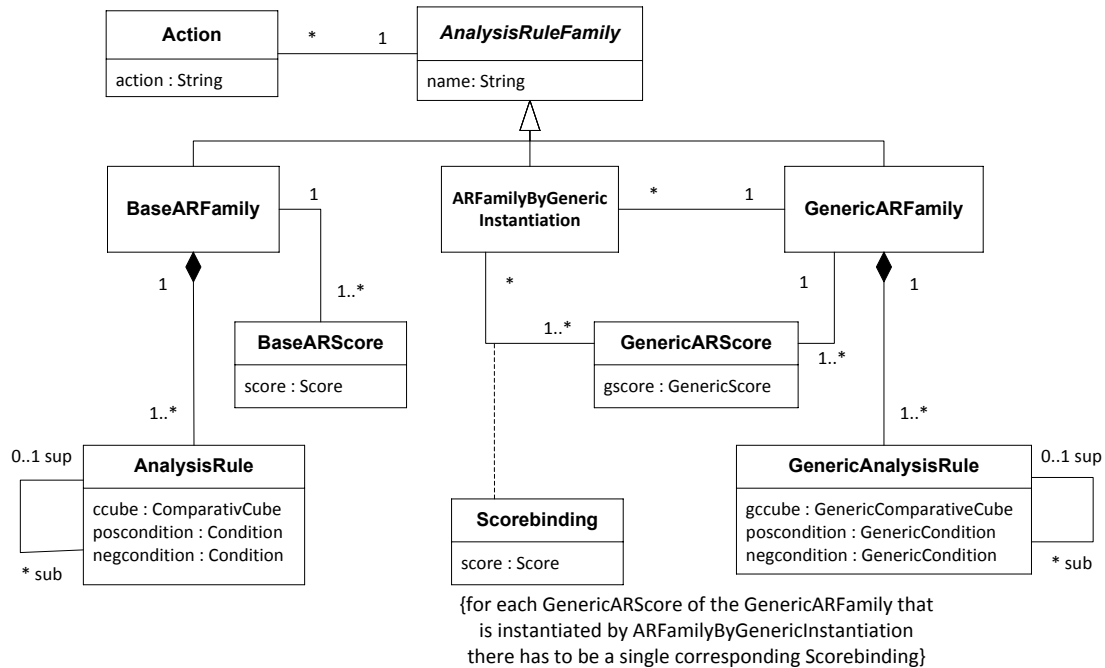 Action
action : String
*
1
AnalysisRuleFamily
name: String
BaseARFamily
1
ARFamilyByGeneric
Instantiation
*
1
GenericARFamily
1
1..*
*
1..*
1
1..*
1
BaseARScore
score : Score
GenericARScore
gscore : GenericScore
1..*
1..*
0..1 sup
AnalysisRule
ccube : ComparativCube
poscondition : Condition
negcondition : Condition
* sub
Scorebinding
score : Score
GenericAnalysisRule
gccube : GenericComparativeCube
poscondition : GenericCondition
negcondition : GenericCondition
0..1 sup
* sub
{for each GenericARScore of the GenericARFamily that
is instantiated by ARFamilyByGenericInstantiation
there has to be a single corresponding Scorebinding}